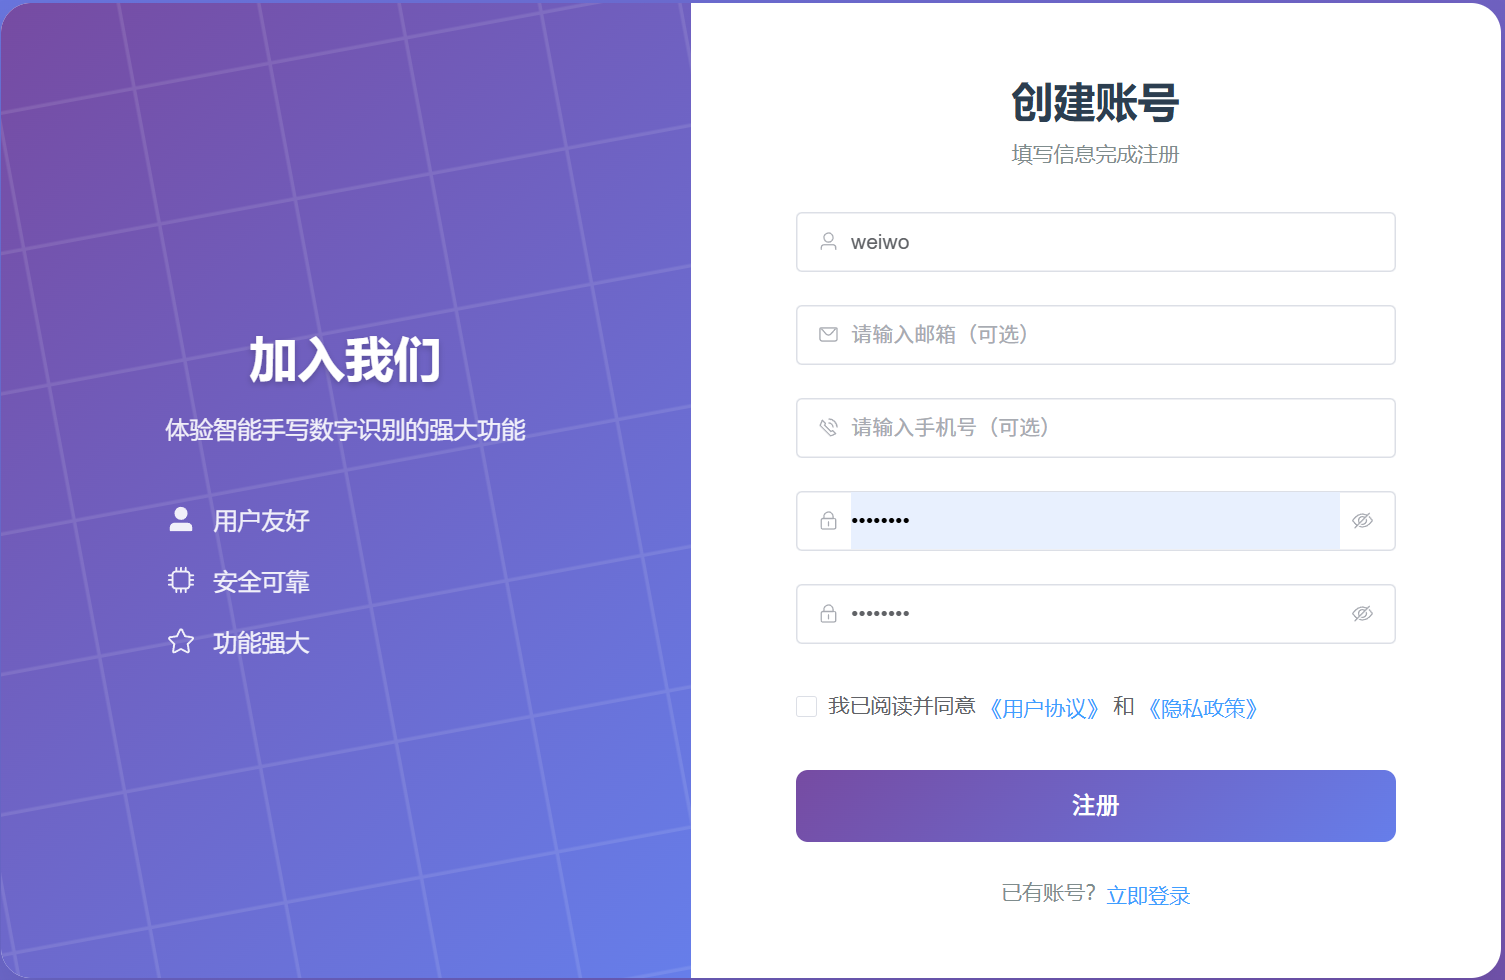 加入我们
体验智能手写数字识别的强大功能
用户友好
安全可靠
功能强大
创建账号
填写信息完成注册
weiwo
请输入邮箱（可选）
请输入手机号（可选）
••••••••
••••••••
我已阅读并同意 《用户协议》 和 《隐私政策》
注册
已有账号？立即登录